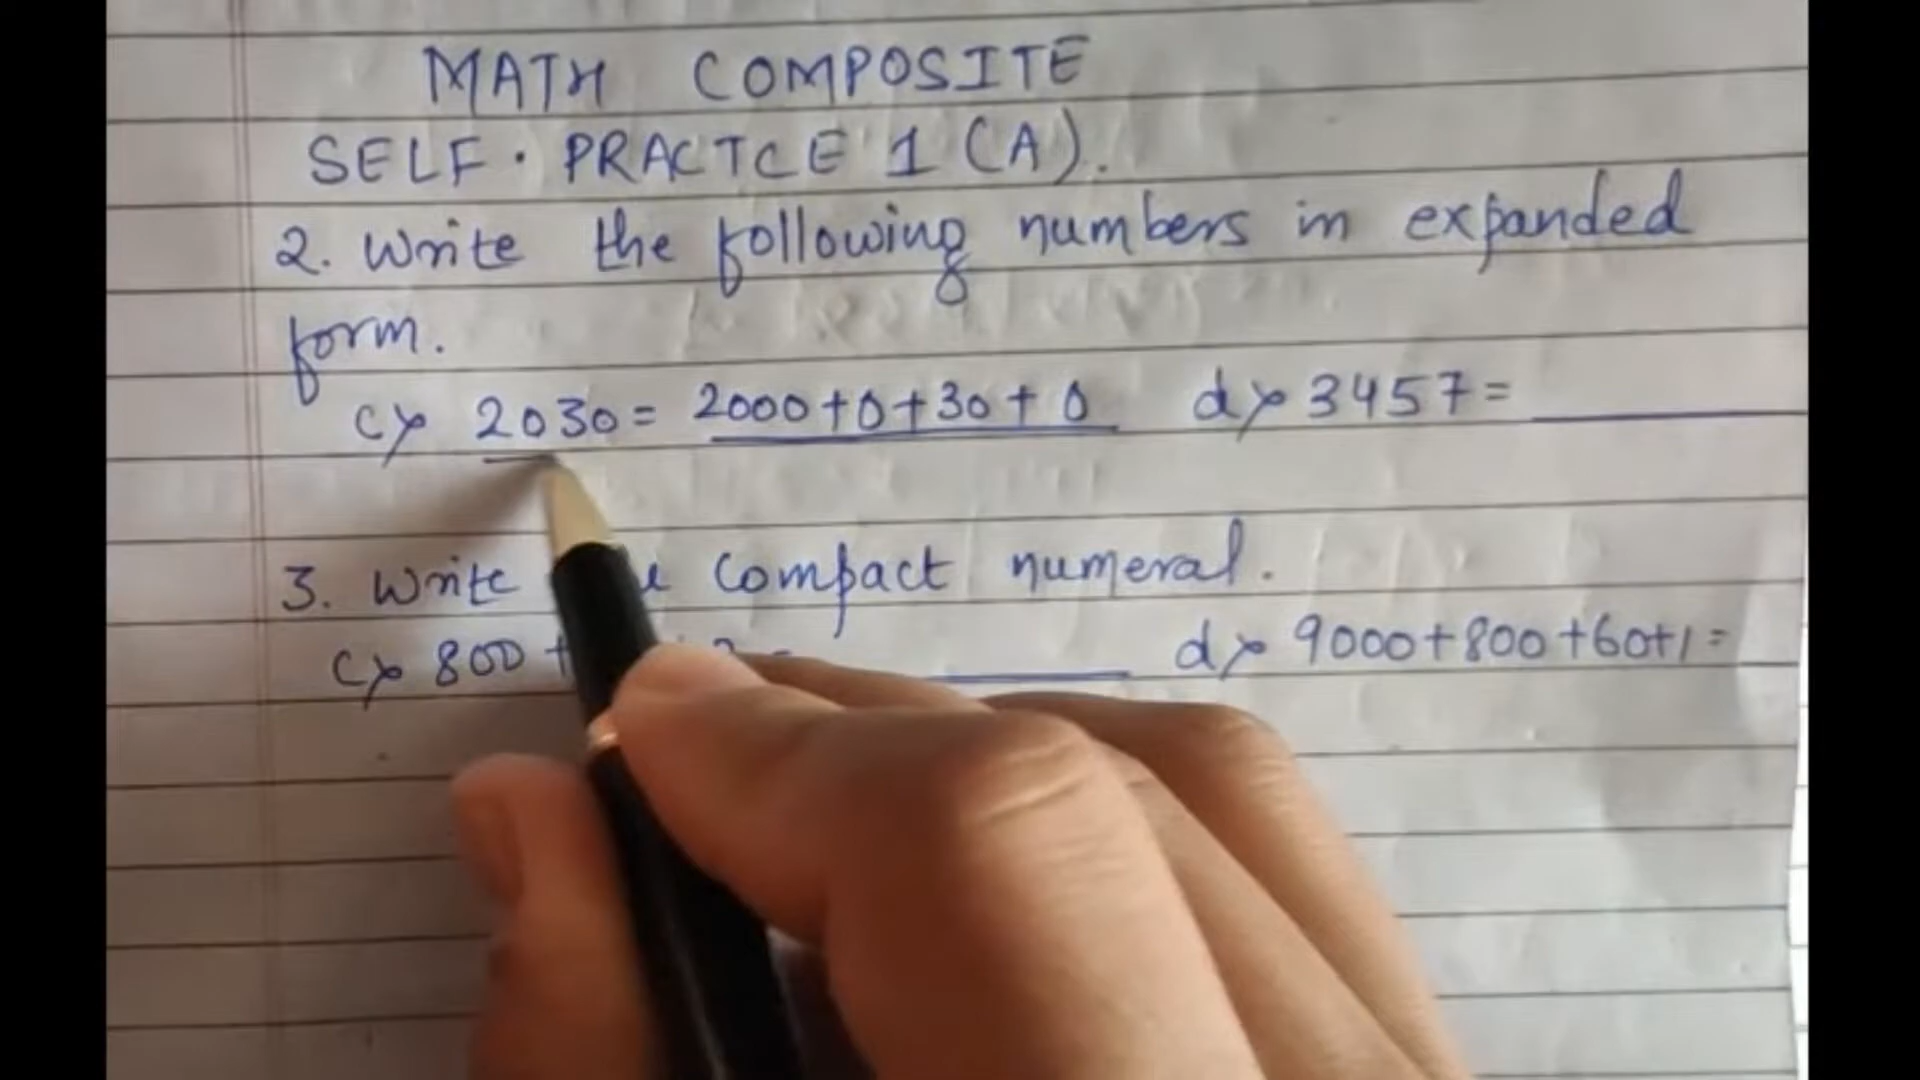 MATH COMPOSITE
SELF. PRACTCE 1 (A).
2. Write the following numbers in expanded
form.
c> 2030 = 2000+0+30+0 d> 3457=
3. Write compact numeral.
c> 800 + d> 9000+800+60+1=